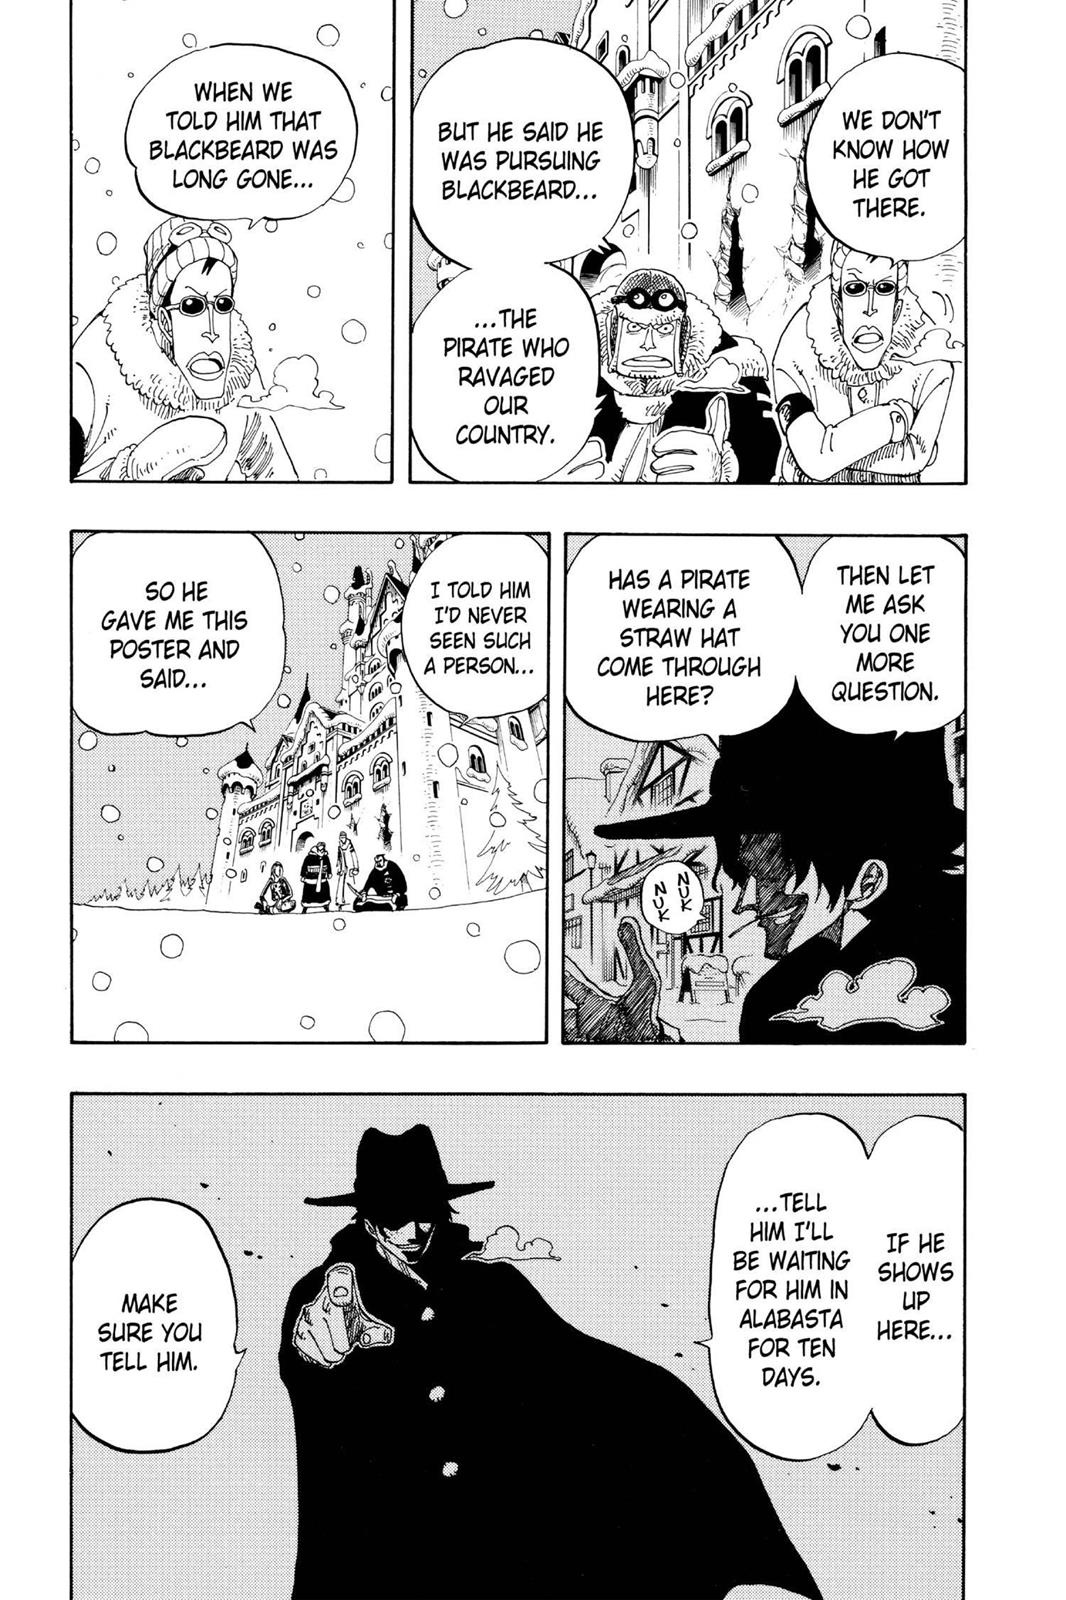 WE DON'T
KNOW HOW
HE GOT
THERE.
BUT HE SAID HE
WAS PURSUING
BLACKBEARD...
...THE
PIRATE WHO
RAVAGED
OUR
COUNTRY.
WHEN WE
TOLD HIM THAT
BLACKBEARD WAS
LONG GONE...
THEN LET
ME ASK
YOU ONE
MORE
QUESTION.
HAS A PIRATE
WEARING A
STRAW HAT
COME THROUGH
HERE?
NUK
NUK
I TOLD HIM
I'D NEVER
SEEN SUCH
A PERSON...
SO HE
GAVE ME THIS
POSTER AND
SAID...
IF HE
SHOWS
UP
HERE...
...TELL
HIM I'LL
BE WAITING
FOR HIM IN
ALABASTA
FOR TEN
DAYS.
MAKE
SURE YOU
TELL HIM.